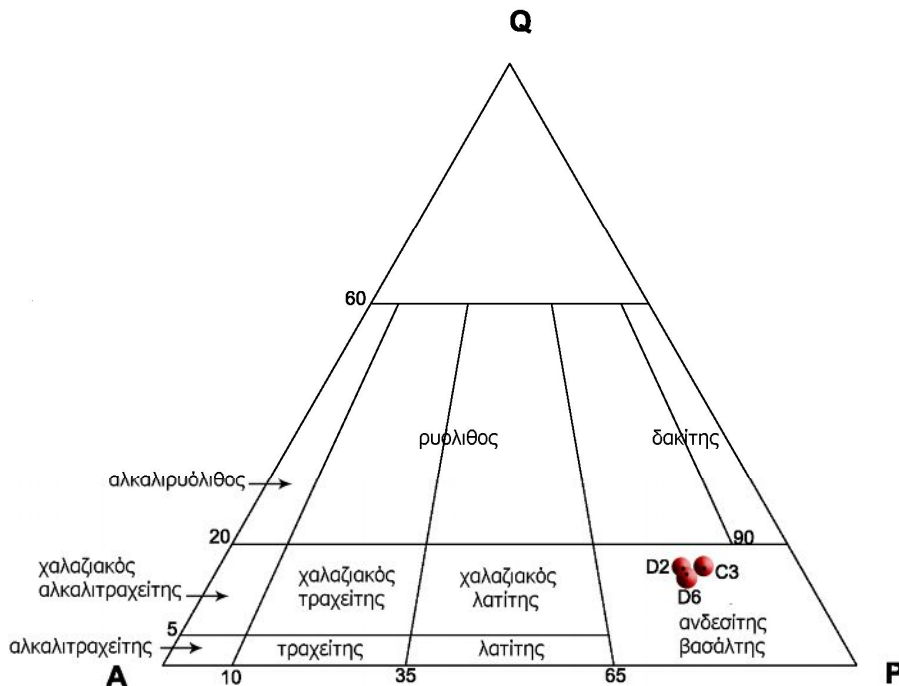 Q
60
ρυόλιθος
δακίτης
αλκαλιρυόλιθος
20
90
χαλαζιακός
αλκαλιτραχείτης
χαλαζιακός
τραχείτης
χαλαζιακός
λατίτης
D2
C3
D6
ανδεσίτης
βασάλτης
5
αλκαλιτραχείτης
τραχείτης
λατίτης
A
10
35
65
P